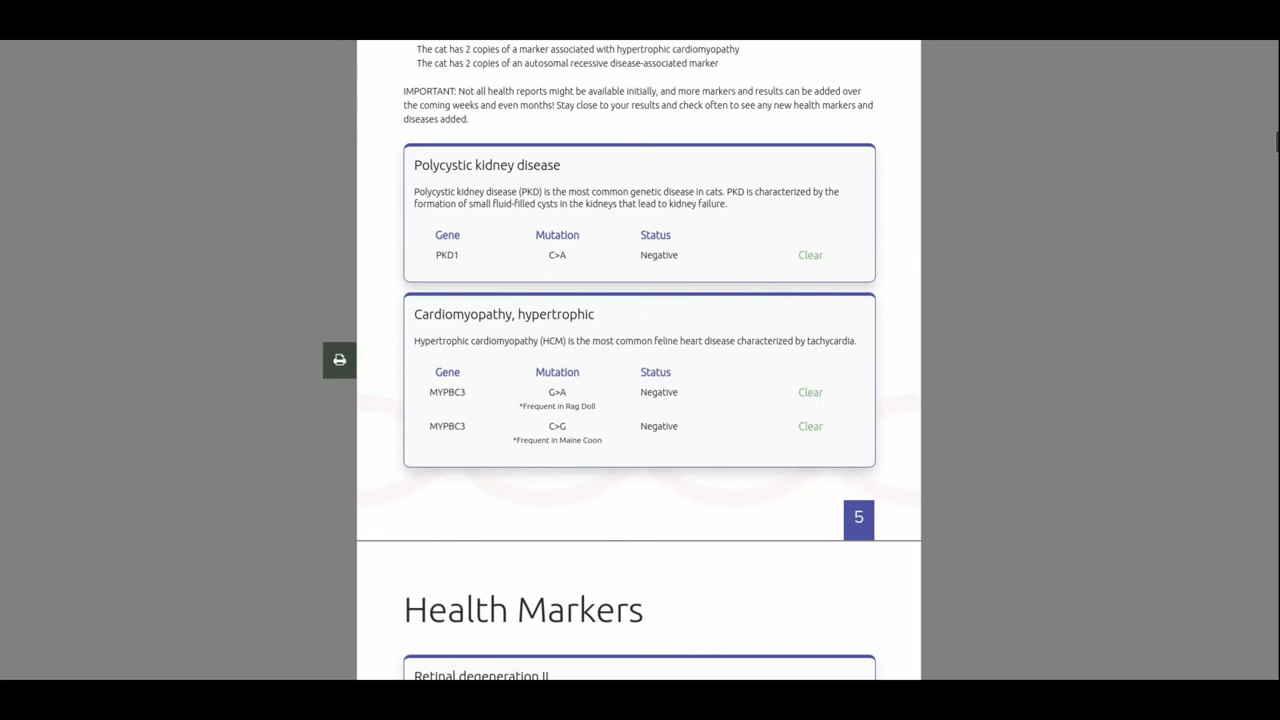 The cat has 2 copies of a marker associated with hypertrophic cardiomyopathy
The cat has 2 copies of an autosomal recessive disease-associated marker
IMPORTANT: Not all health reports might be available initially, and more markers and results can be added over
the coming weeks and even months! Stay close to your results and check often to see any new health markers and
diseases added.
Polycystic kidney disease
Polycystic kidney disease (PKD) is the most common genetic disease in cats. PKD is characterized by the
formation of small fluid-filled cysts in the kidneys that lead to kidney failure.
Gene Mutation Status
PKD1 C>A Negative Clear
Cardiomyopathy, hypertrophic
Hypertrophic cardiomyopathy (HCM) is the most common feline heart disease characterized by tachycardia.
Gene Mutation Status
MYPBC3 G>A Negative Clear
*Frequent in Rag Doll
MYPBC3 C>G Negative Clear
*Frequent in Maine Coon
5
Health Markers
Retinal degeneration II